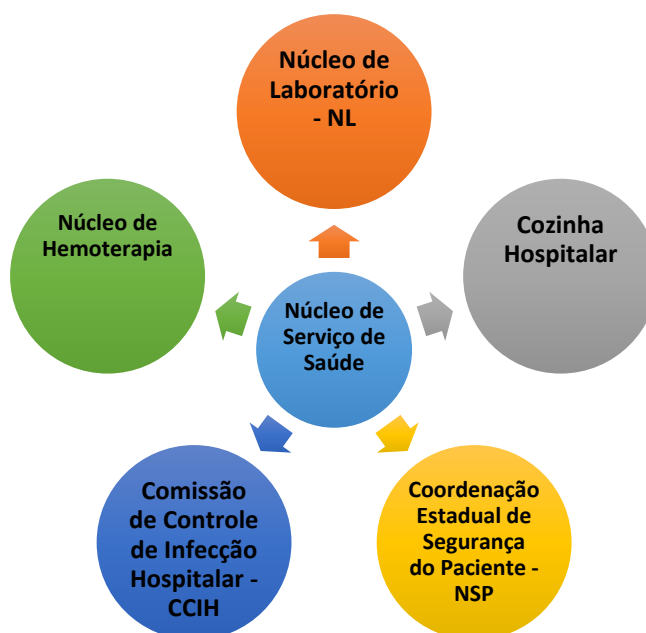 Núcleo de
Laboratório
- NL
Cozinha
Hospitalar
Coordenação
Estadual de
Segurança
do Paciente -
NSP
Comissão
de Controle
de Infecção
Hospitalar -
CCIH
Núcleo de
Hemoterapia
Núcleo de
Serviço de
Saúde